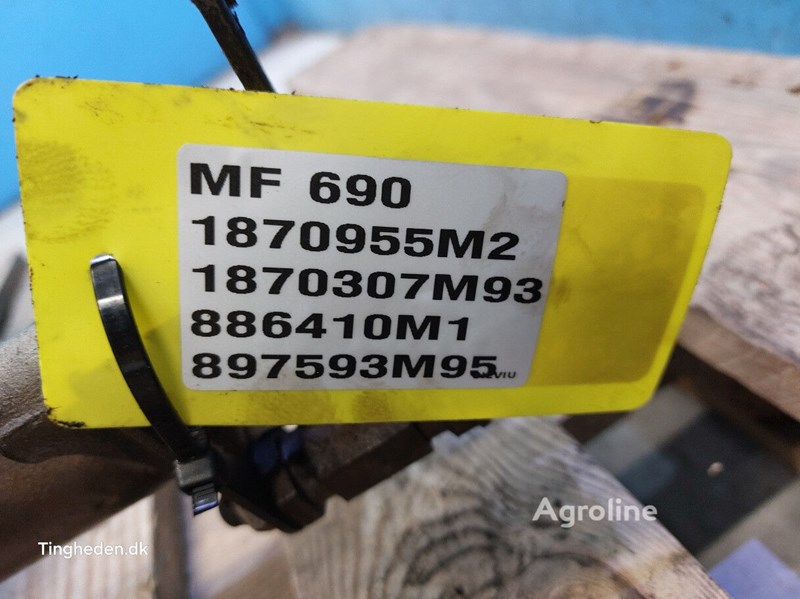 MF 690
1870955M2
1870307M93
886410M1
897593M95
Agroline
Tingheden.dk